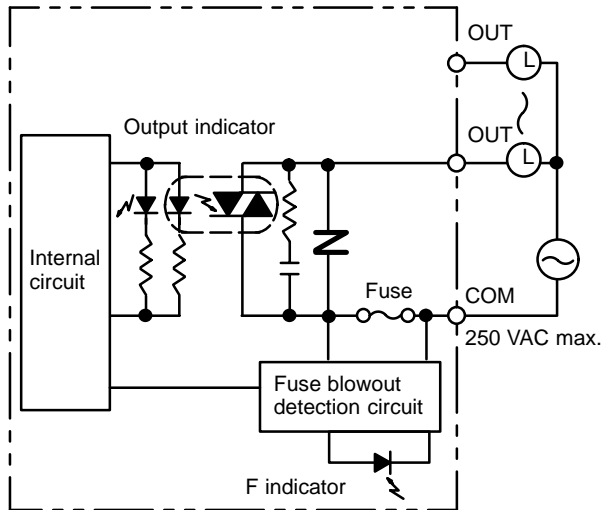 OUT
L
Output indicator
OUT
L
Internal
circuit
Fuse
COM
250 VAC max.
Fuse blowout
detection circuit
F indicator